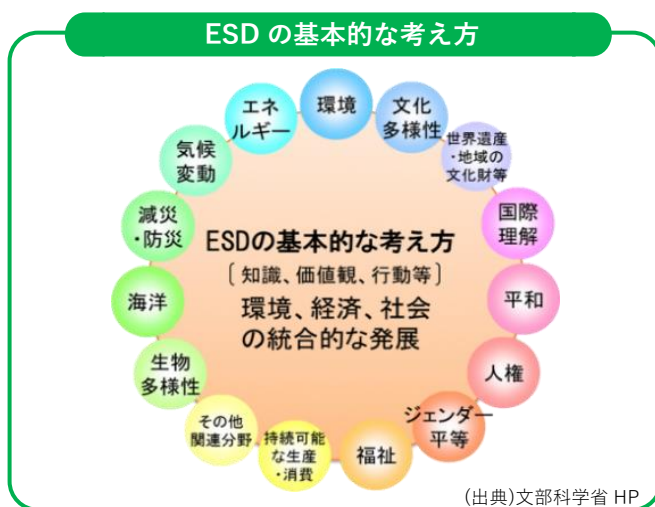 ESD の基本的な考え方
環境
文化
多様性
世界遺産
・地域の
文化財等
国際
理解
平和
人権
ジェンダー
平等
福祉
持続可能
な生産
・消費
その他
関連分野
生物
多様性
海洋
減災
・防災
気候
変動
エネ
ルギー
ESDの基本的な考え方
[知識、価値観、行動等]
環境、経済、社会
の統合的な発展
(出典)文部科学省 HP